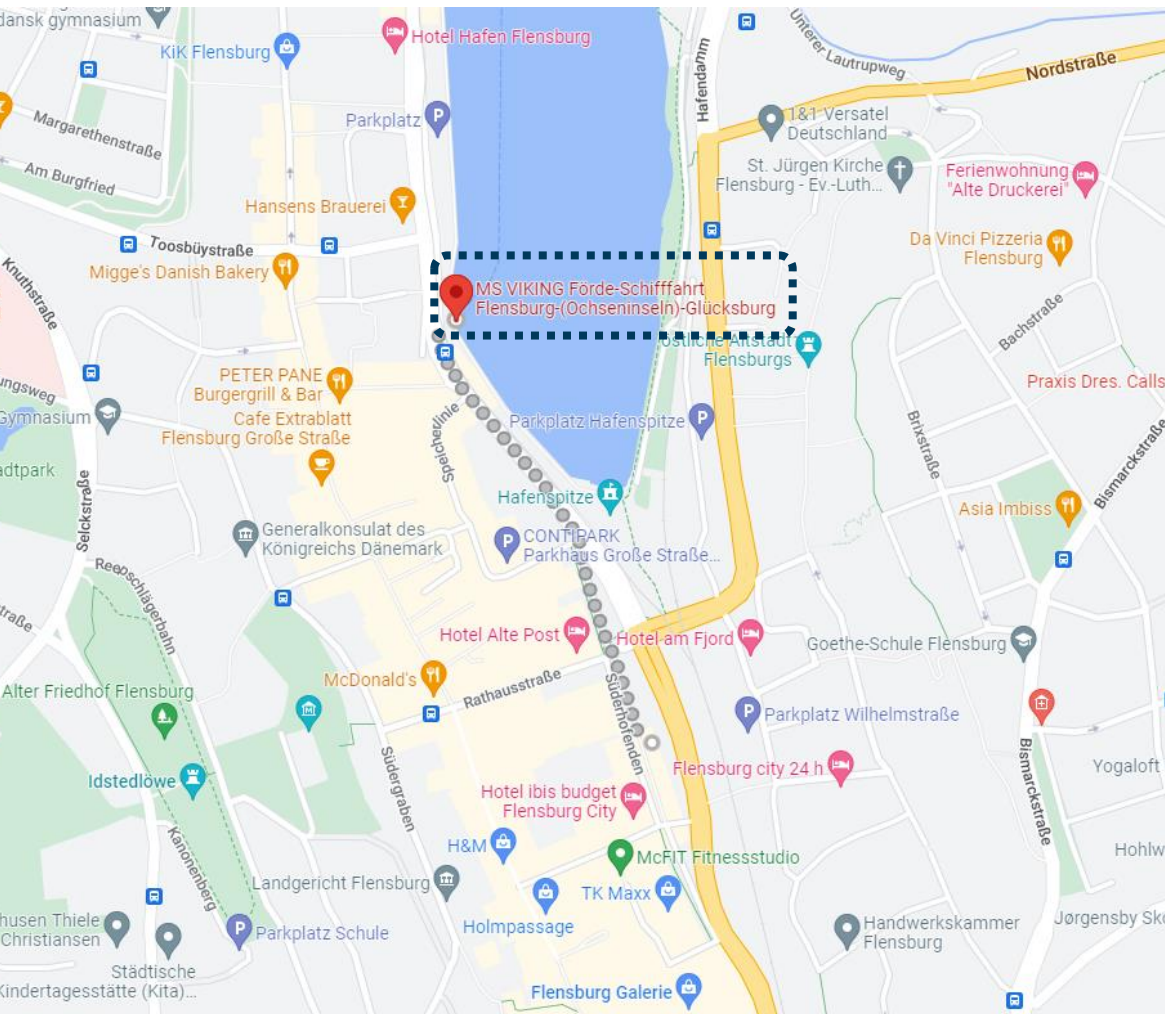 dansk gymnasium
KiK Flensburg
Hotel Hafen Flensburg
Unterer Lautrupweg
Nordstraße
Hafendamm
Margarethenstraße
Parkplatz
1&1 Versatel
Deutschland
Am Burgfried
St. Jürgen Kirche
Flensburg - Ev.-Luth...
Ferienwohnung
"Alte Druckerei"
Hansens Brauerei
Toosbüystraße
Da Vinci Pizzeria
Flensburg
Knuthstraße
Migge's Danish Bakery
MS VIKING Förde-Schifffahrt
Flensburg-(Ochseninseln)-Glücksburg
Bachstraße
östliche Altstadt
Flensburgs
PETER PANE
Burgergrill & Bar
Praxis Dres. Calls
ungsweg
Gymnasium
Cafe Extrablatt
Flensburg Große Straße
Speicherlinie
Parkplatz Hafenspitze
Brixstraße
Bismarckstraße
adtpark
Selckstraße
Hafenspitze
Asia Imbiss
Generalkonsulat des
Königreichs Dänemark
CONTIPARK
Parkhaus Große Straße...
Reepschlägerbahn
traße
Hotel Alte Post
Hotel am Fjord
Goethe-Schule Flensburg
McDonald's
Rathausstraße
Süderhofenden
Alter Friedhof Flensburg
Parkplatz Wilhelmstraße
Südergraben
Bismarckstraße
Flensburg city 24 h
Yogaloft
Idstedlöwe
Hotel ibis budget
Flensburg City
H&M
McFIT Fitnessstudio
Hohlw
Kanonenberg
Landgericht Flensburg
TK Maxx
Holmpassage
husen Thiele
Christiansen
Parkplatz Schule
Handwerkskammer
Flensburg
Jørgensby Sko
Städtische
Kindertagesstätte (Kita)...
Flensburg Galerie